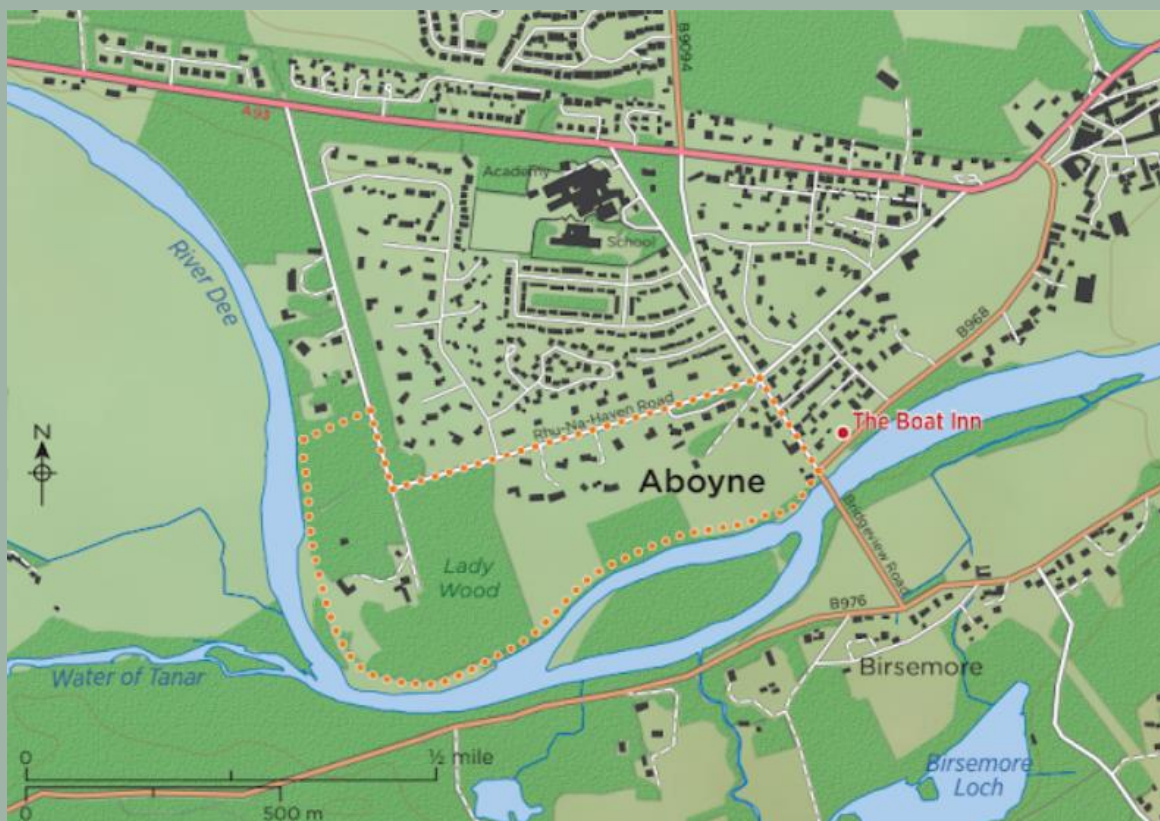 B9094
A93
Academy
School
River Dee
B968
Rhu-Na-Haven Road
The Boat Inn
N
Aboyne
Bridgeview Road
Lady
Wood
B976
Birsemore
Water of Tanar
0
½ mile
Birsemore
Loch
0
500 m